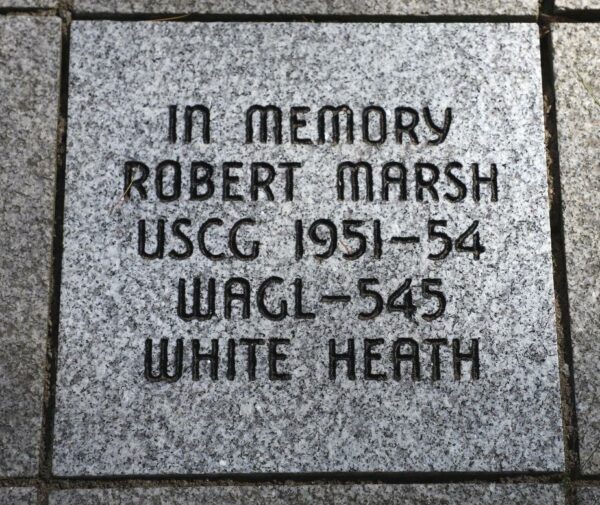 IN MEMORY
ROBERT MARSH
USCG 1951-54
WAGL-545
WHITE HEATH